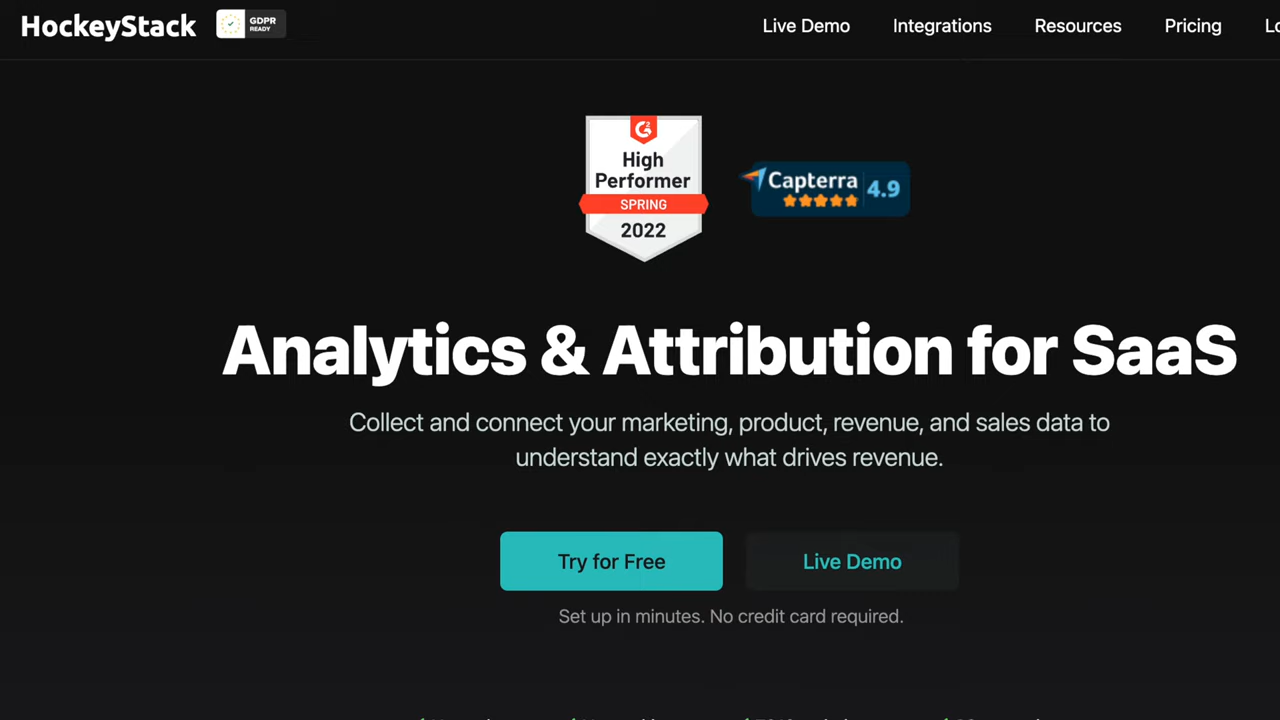 HockeyStack
GDPR
READY
Live Demo
Integrations
Resources
Pricing
High
Performer
SPRING
2022
Capterra
4.9
Analytics & Attribution for SaaS
Collect and connect your marketing, product, revenue, and sales data to
understand exactly what drives revenue.
Try for Free
Live Demo
Set up in minutes. No credit card required.